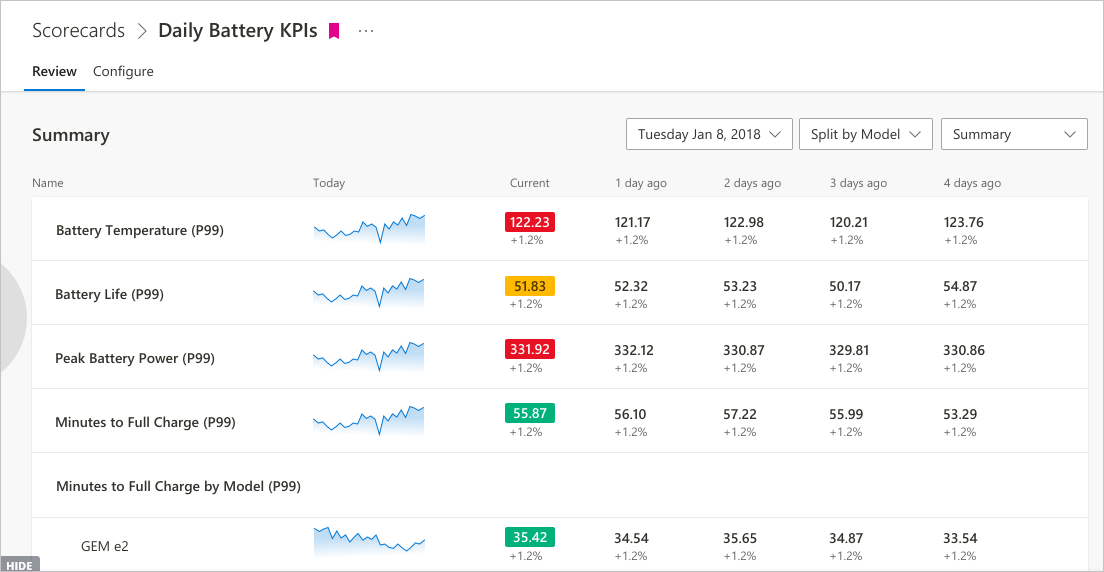 Scorecards > Daily Battery KPIs ...
Review Configure
Summary Tuesday Jan 8, 2018 Split by Model Summary
Name Today Current 1 day ago 2 days ago 3 days ago 4 days ago
Battery Temperature (P99) 122.23 121.17 122.98 120.21 123.76
+1.2% +1.2% +1.2% +1.2% +1.2%
Battery Life (P99) 51.83 52.32 53.23 50.17 54.87
+1.2% +1.2% +1.2% +1.2% +1.2%
Peak Battery Power (P99) 331.92 332.12 330.87 329.81 330.86
+1.2% +1.2% +1.2% +1.2% +1.2%
Minutes to Full Charge (P99) 55.87 56.10 57.22 55.99 53.29
+1.2% +1.2% +1.2% +1.2% +1.2%
Minutes to Full Charge by Model (P99)
GEM e2 35.42 34.54 35.65 34.87 33.54
+1.2% +1.2% +1.2% +1.2% +1.2%
HIDE